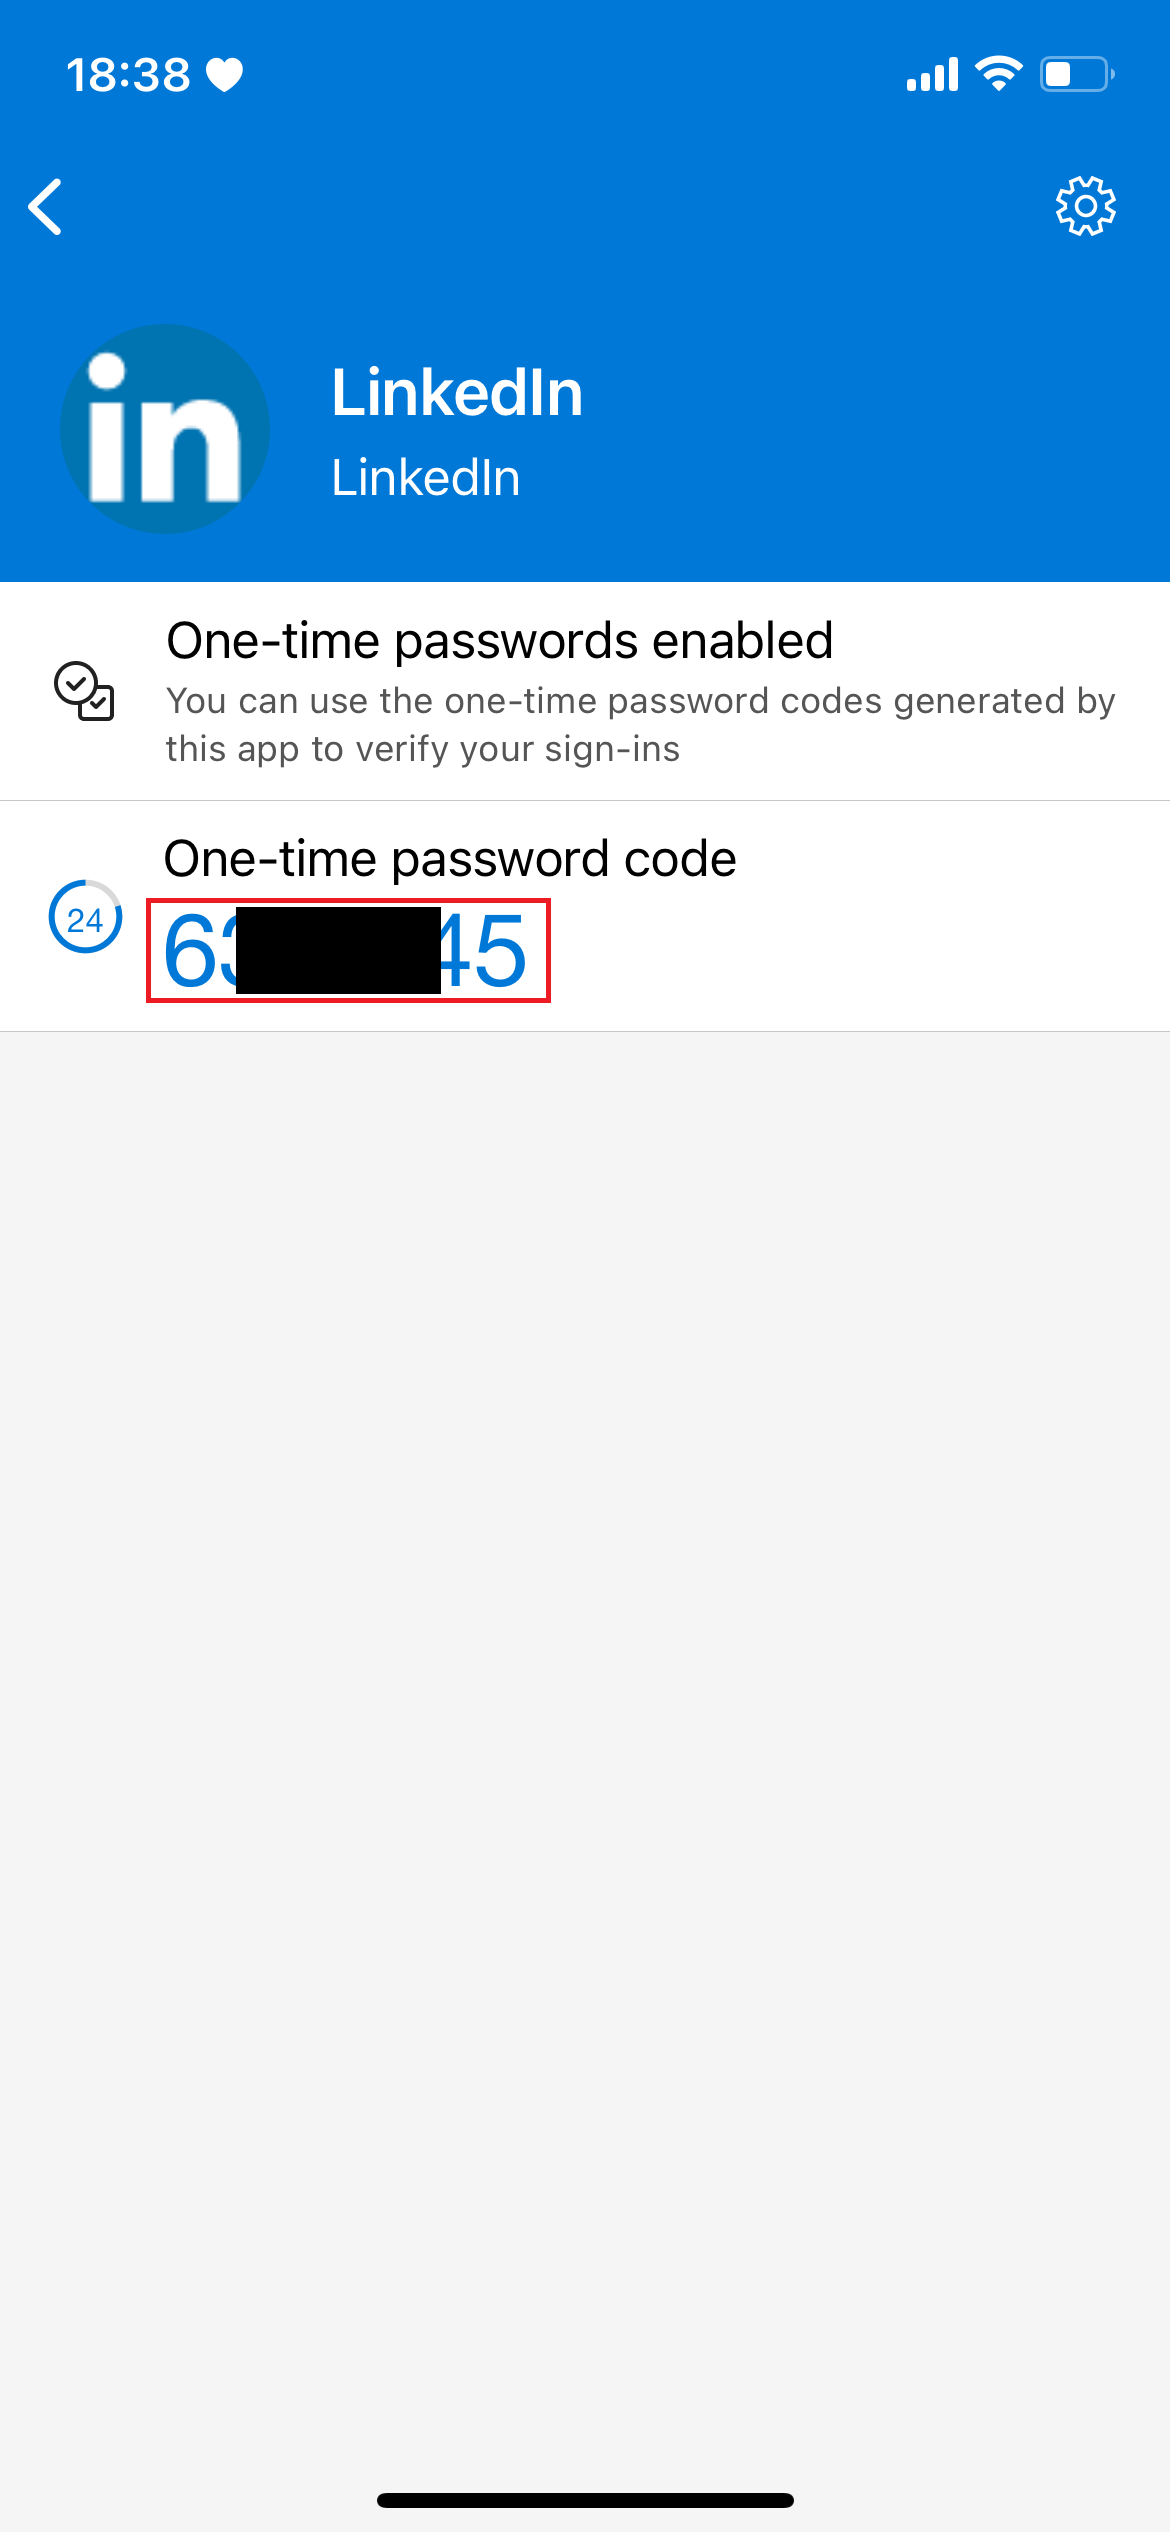 18:38
in
LinkedIn
LinkedIn
One-time passwords enabled
You can use the one-time password codes generated by
this app to verify your sign-ins
One-time password code
24
6 45